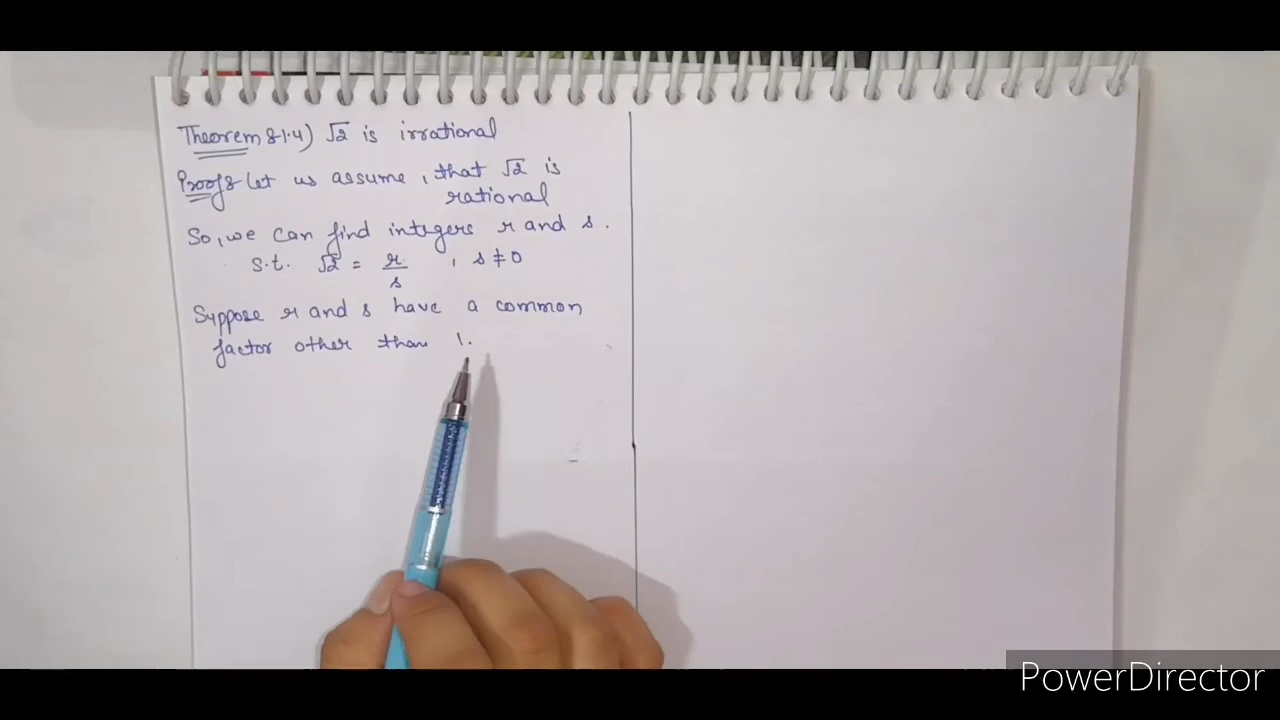 Theorem 8 1.4) √2 is irrational
Proof 8 Let us assume, that √2 is
rational
So, we can find integers r and s.
s.t. √2 = r/s , s ≠ 0
Suppose r and s have a common
factor other than 1.
PowerDirector